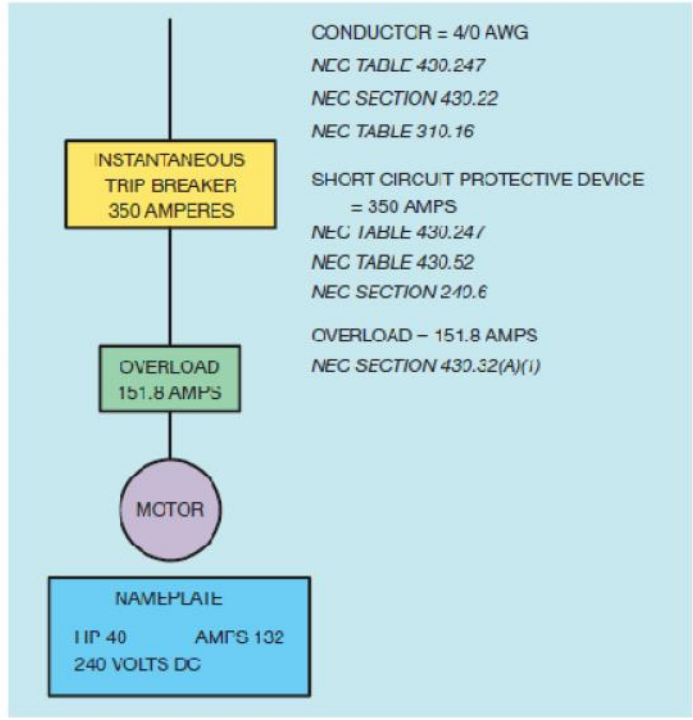 CONDUCTOR = 4/0 AWG
NEC TABLE 430.247
NEC SECTION 430.22
NEC TABLE 310.16
INSTANTANEOUS
TRIP BREAKER
350 AMPERES
SHORT CIRCUIT PROTECTIVE DEVICE
= 350 AMPS
NEC TABLE 430.247
NEC TABLE 430.52
NEC SECTION 240.6
OVERLOAD = 151.8 AMPS
NEC SECTION 430.32(A)(1)
OVERLOAD
151.8 AMPS
MOTOR
NAMEPLATE
HP 40 AMPS 132
240 VOLTS DC